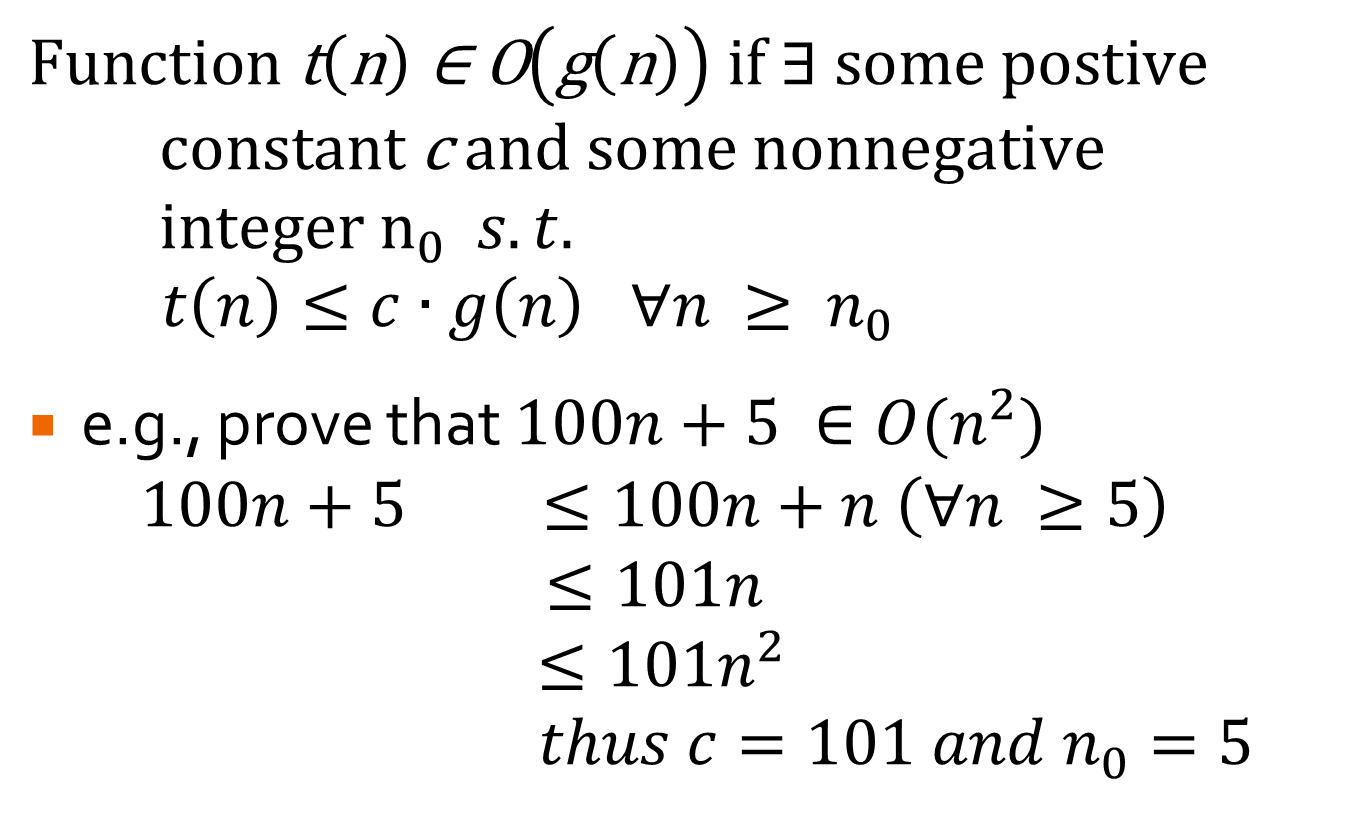 Function t(n) ∈ O(g(n)) if ∃ some postive
constant c and some nonnegative
integer n₀ s.t.
t(n) ≤ c · g(n) ∀n ≥ n₀
▪ e.g., prove that 100n + 5 ∈ O(n²)
100n + 5 ≤ 100n + n (∀n ≥ 5)
≤ 101n
≤ 101n²
thus c = 101 and n₀ = 5